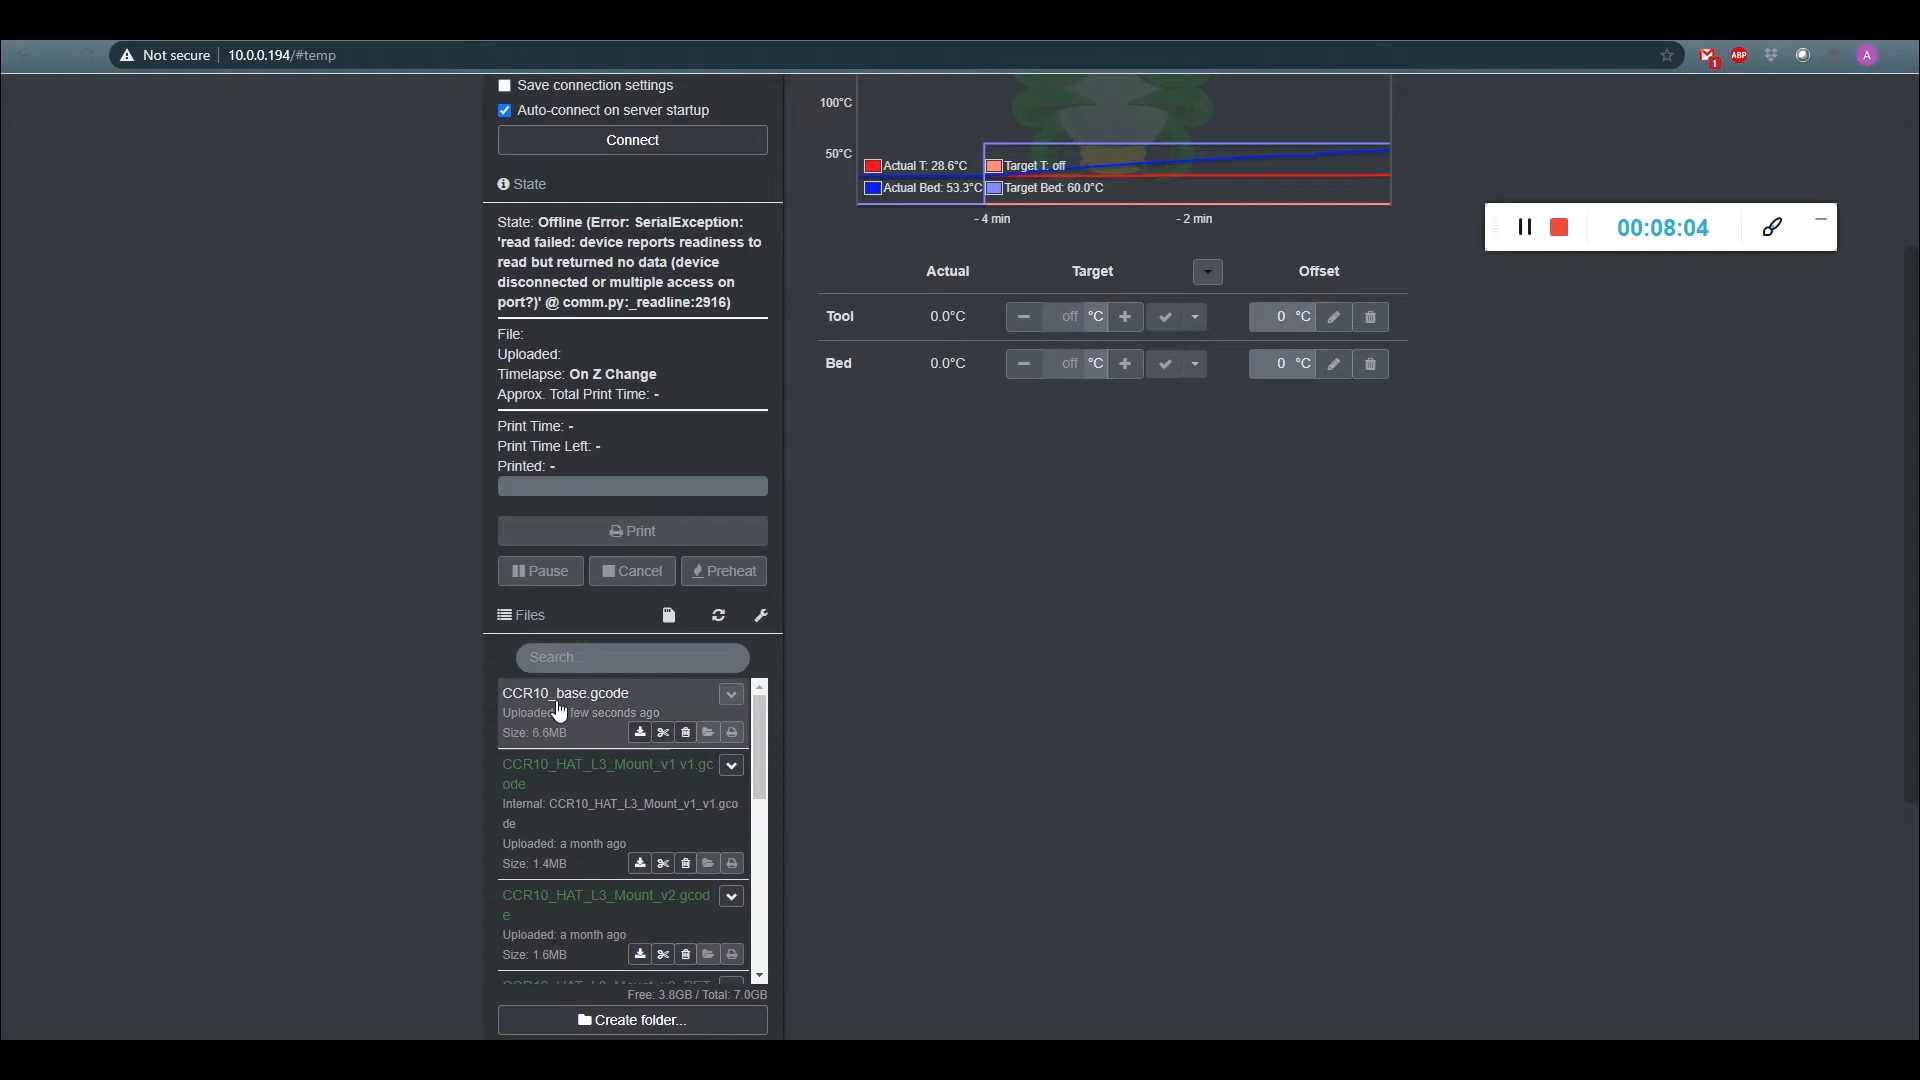 Not secure 10.0.0.194/#temp
1
ABP
A
Save connection settings
Auto-connect on server startup
Connect
State
State: Offline (Error: SerialException:
'read failed: device reports readiness to
read but returned no data (device
disconnected or multiple access on
port?)' @ comm.py:_readline:2916)
File:
Uploaded:
Timelapse: On Z Change
Approx. Total Print Time: -
Print Time: -
Print Time Left: -
Printed: -
Print
Pause Cancel Preheat
Files
Search...
CCR10_base.gcode
Uploaded few seconds ago
Size: 6.6MB
CCR10_HAT_L3_Mount_v1 v1.gc
ode
Internal: CCR10_HAT_L3_Mount_v1_v1.gco
de
Uploaded: a month ago
Size: 1.4MB
CCR10_HAT_L3_Mount_v2.gcod
e
Uploaded: a month ago
Size: 1.6MB
Free: 3.8GB / Total: 7.0GB
Create folder...
100°C
50°C
Actual T: 28.6°C Target T: off
Actual Bed: 53.3°C Target Bed: 60.0°C
- 4 min - 2 min
Actual Target Offset
Tool 0.0°C off °C 0 °C
Bed 0.0°C off °C 0 °C
00:08:04